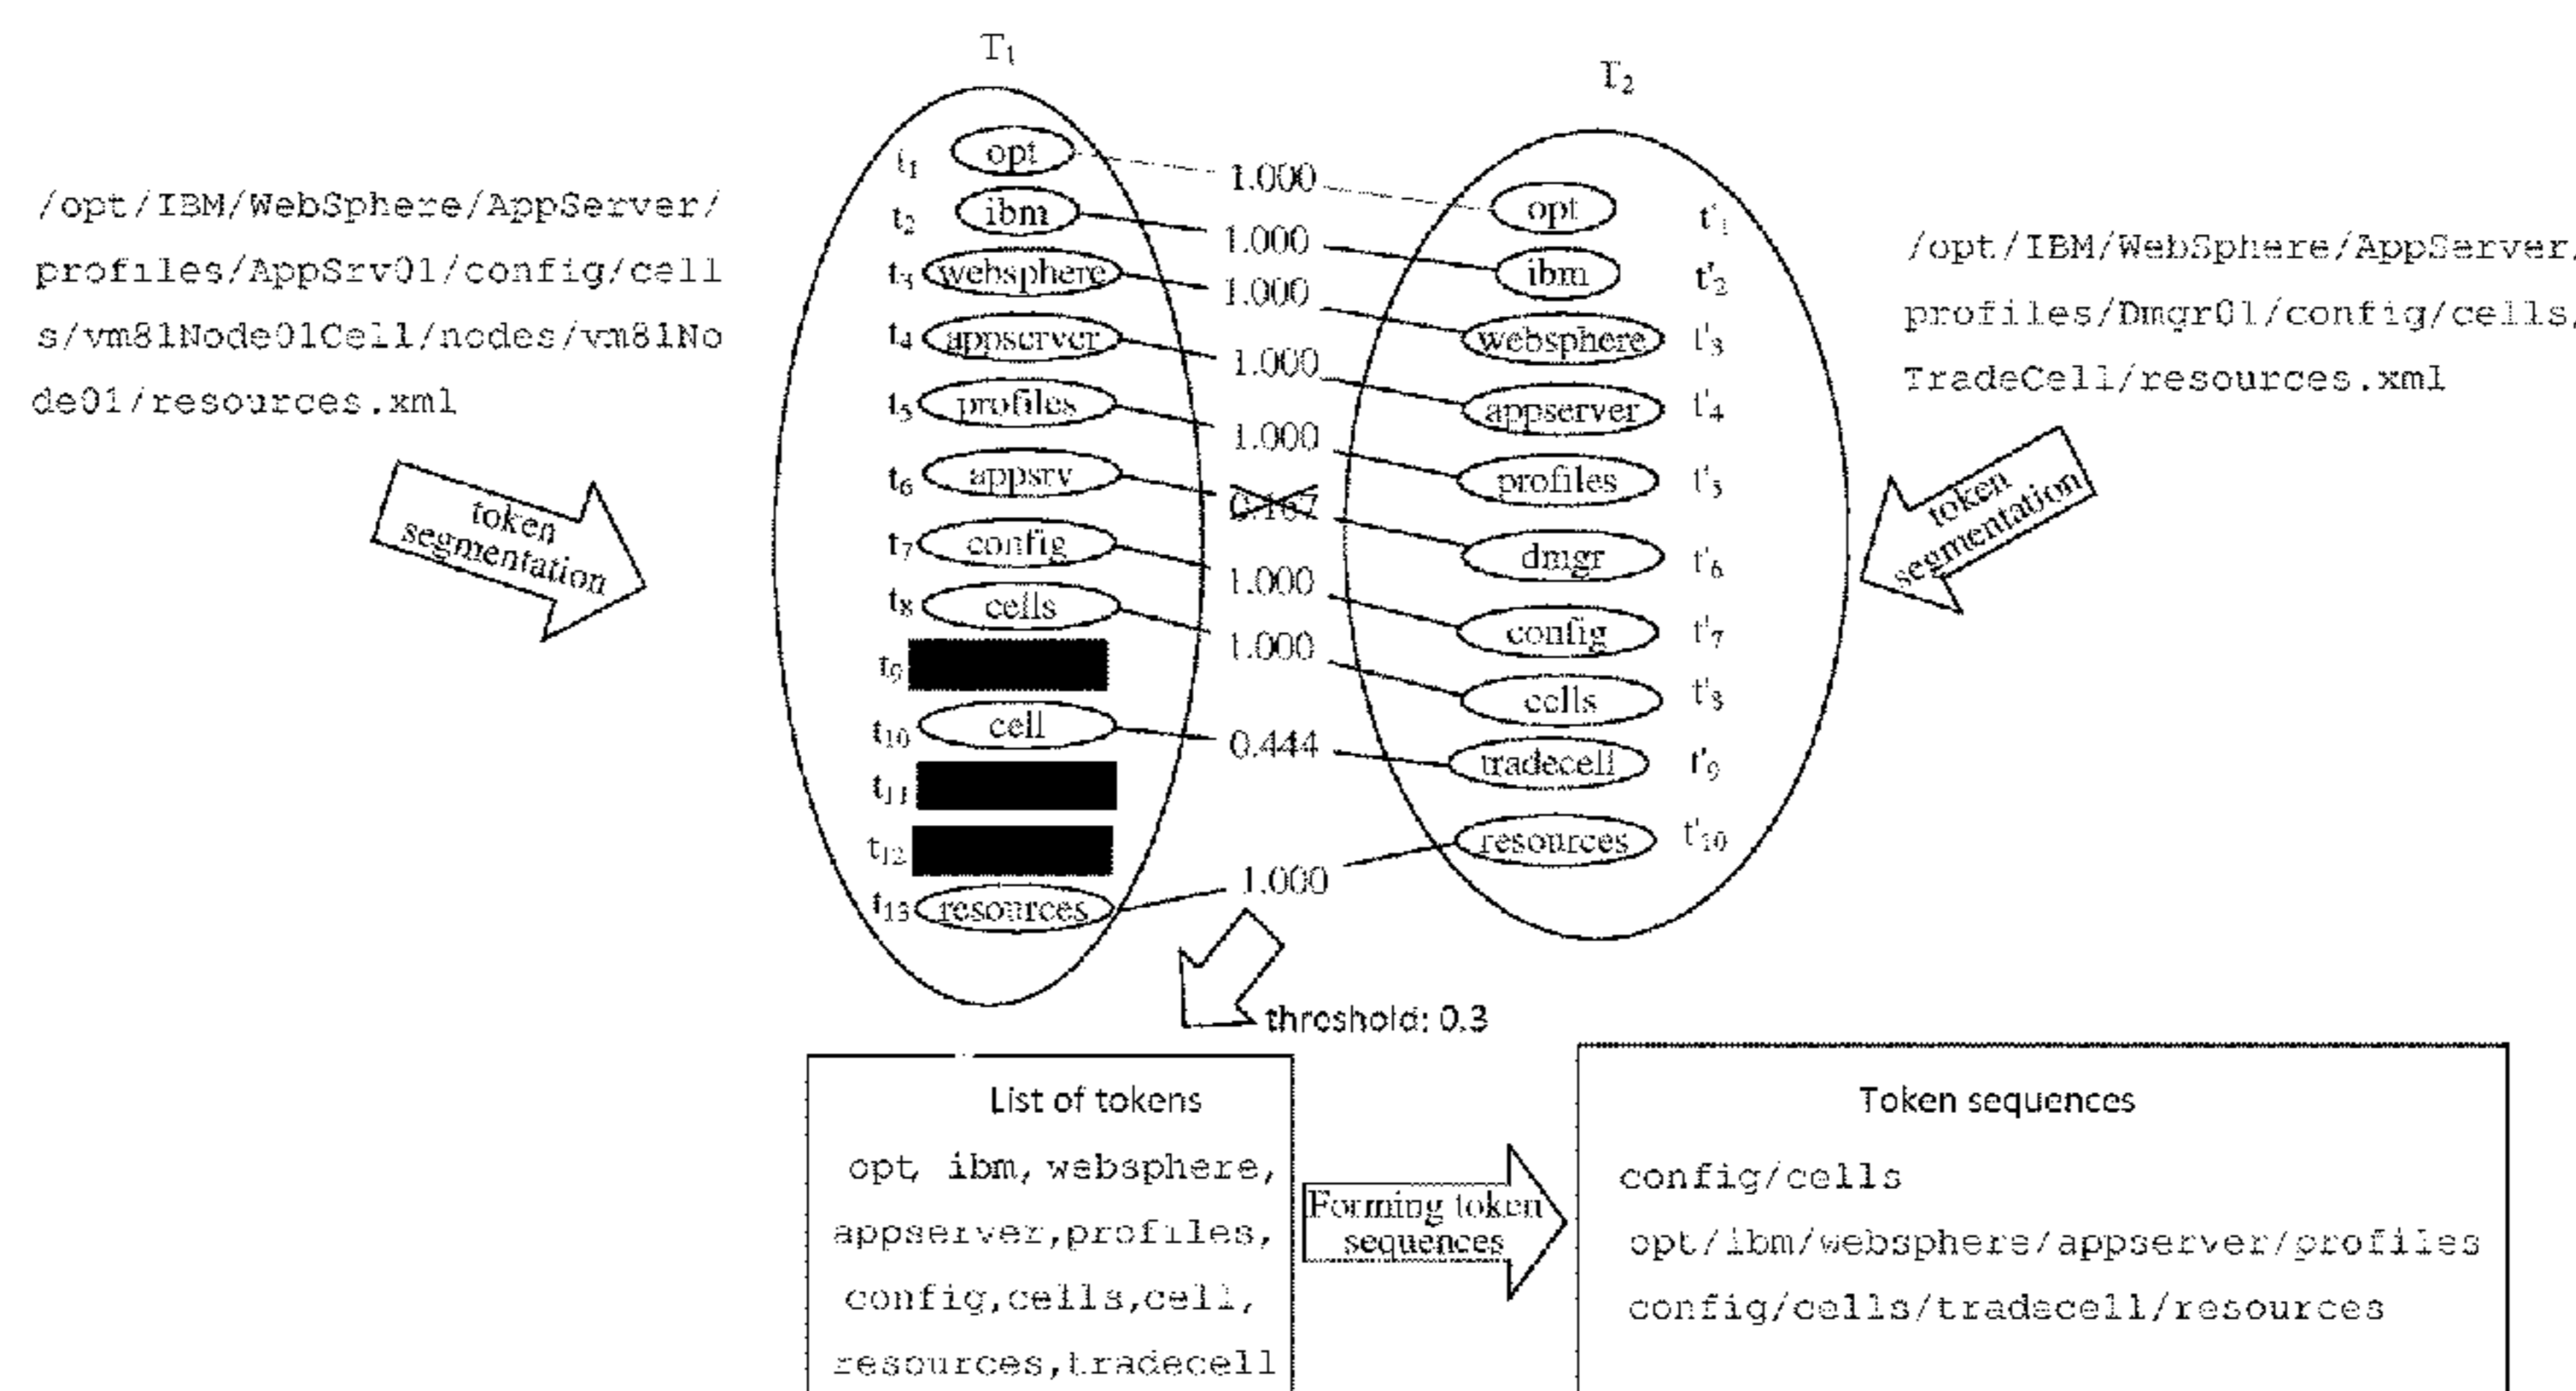 T₁
T₂
/opt/IBM/WebSphere/AppServer/
profiles/AppSrv01/config/cell
s/vm81Node01Cell/nodes/vm81No
de01/resources.xml
token
segmentation
t₁ opt
t₂ ibm
t₃ websphere
t₄ appserver
t₅ profiles
t₆ appsrv
t₇ config
t₈ cells
t₉
t₁₀ cell
t₁₁
t₁₂
t₁₃ resources
1.000
1.000
1.000
1.000
1.000
0.167
1.000
1.000
0.444
1.000
opt t'₁
ibm t'₂
websphere t'₃
appserver t'₄
profiles t'₅
dmgr t'₆
config t'₇
cells t'₈
tradecell t'₉
resources t'₁₀
/opt/IBM/WebSphere/AppServer/
profiles/Dmgr01/config/cells/
TradeCell/resources.xml
token
segmentation
threshold: 0.3
List of tokens
opt, ibm, websphere,
appserver,profiles,
config,cells,cell,
resources,tradecell
Forming token
sequences
Token sequences
config/cells
opt/ibm/websphere/appserver/profiles
config/cells/tradecell/resources